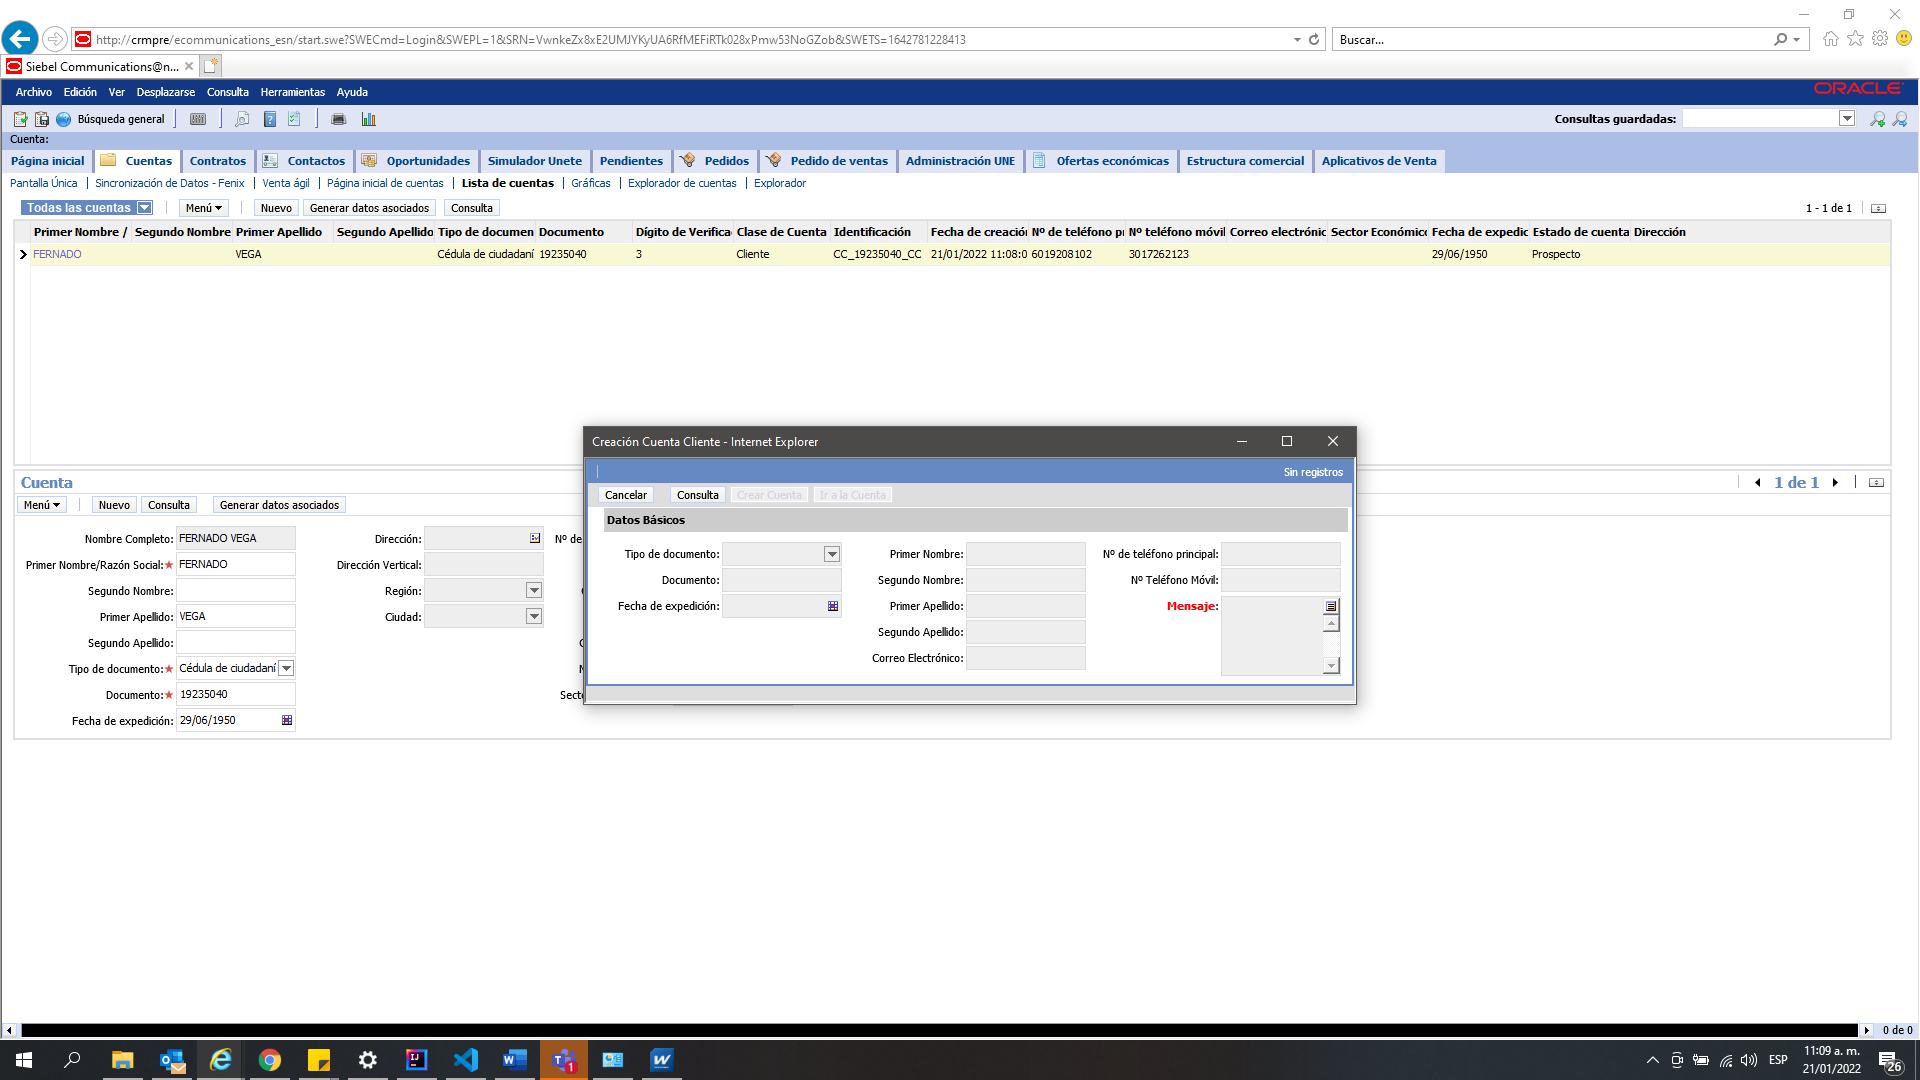 http://crmpre/ecommunications_esn/start.swe?SWECmd=Login&SWEPL=1&SRN=VwnkeZx8xE2UMJYKyUA6RfMEFiRTk028xPmw53NoGZob&SWETS=1642781228413
Buscar...
Siebel Communications@n...
Archivo Edición Ver Desplazarse Consulta Herramientas Ayuda
ORACLE
Búsqueda general
Consultas guardadas:
Cuenta:
Página inicial Cuentas Contratos Contactos Oportunidades Simulador Unete Pendientes Pedidos Pedido de ventas Administración UNE Ofertas económicas Estructura comercial Aplicativos de Venta
Pantalla Única Sincronización de Datos - Fenix Venta ágil Página inicial de cuentas Lista de cuentas Gráficas Explorador de cuentas Explorador
Todas las cuentas Menú Nuevo Generar datos asociados Consulta 1 - 1 de 1
Primer Nombre / Segundo Nombre Primer Apellido Segundo Apellido Tipo de documen Documento Dígito de Verifica Clase de Cuenta Identificación Fecha de creación Nº de teléfono pr Nº teléfono móvil Correo electrónic Sector Económico Fecha de expedic Estado de cuenta Dirección
FERNADO VEGA Cédula de ciudadaní 19235040 3 Cliente CC_19235040_CC 21/01/2022 11:08:0 6019208102 3017262123 29/06/1950 Prospecto
Creación Cuenta Cliente - Internet Explorer
Sin registros
Cancelar Consulta Crear Cuenta Ir a la Cuenta
Datos Básicos
Tipo de documento: Primer Nombre: Nº de teléfono principal:
Documento: Segundo Nombre: Nº Teléfono Móvil:
Fecha de expedición: Primer Apellido: Mensaje:
Segundo Apellido:
Correo Electrónico:
Cuenta
1 de 1
Menú Nuevo Consulta Generar datos asociados
Nombre Completo: FERNADO VEGA Dirección: Nº de
Primer Nombre/Razón Social:* FERNADO Dirección Vertical:
Segundo Nombre: Región:
Primer Apellido: VEGA Ciudad:
Segundo Apellido:
Tipo de documento:* Cédula de ciudadaní
Documento:* 19235040 Secto
Fecha de expedición: 29/06/1950
0 de 0
ESP
11:09 a. m.
21/01/2022
26
1